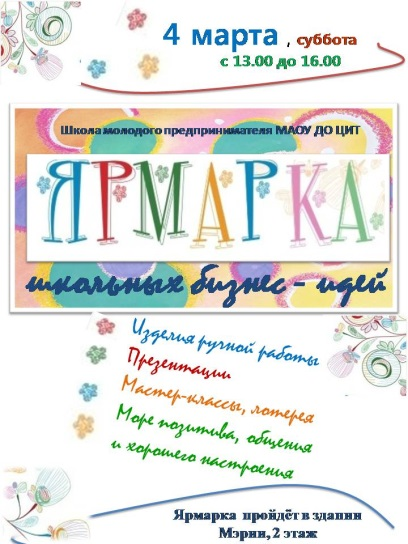 4 марта , суббота
с 13.00 до 16.00
Школа молодого предпринимателя МАОУ ДО ЦИТ
ЯРМАРКА
школьных бизнес - идей
Изделия ручной работы
Презентации
Мастер-классы, лотерея
Море позитива, общения
и хорошего настроения
Ярмарка пройдёт в здании
Мэрии, 2 этаж